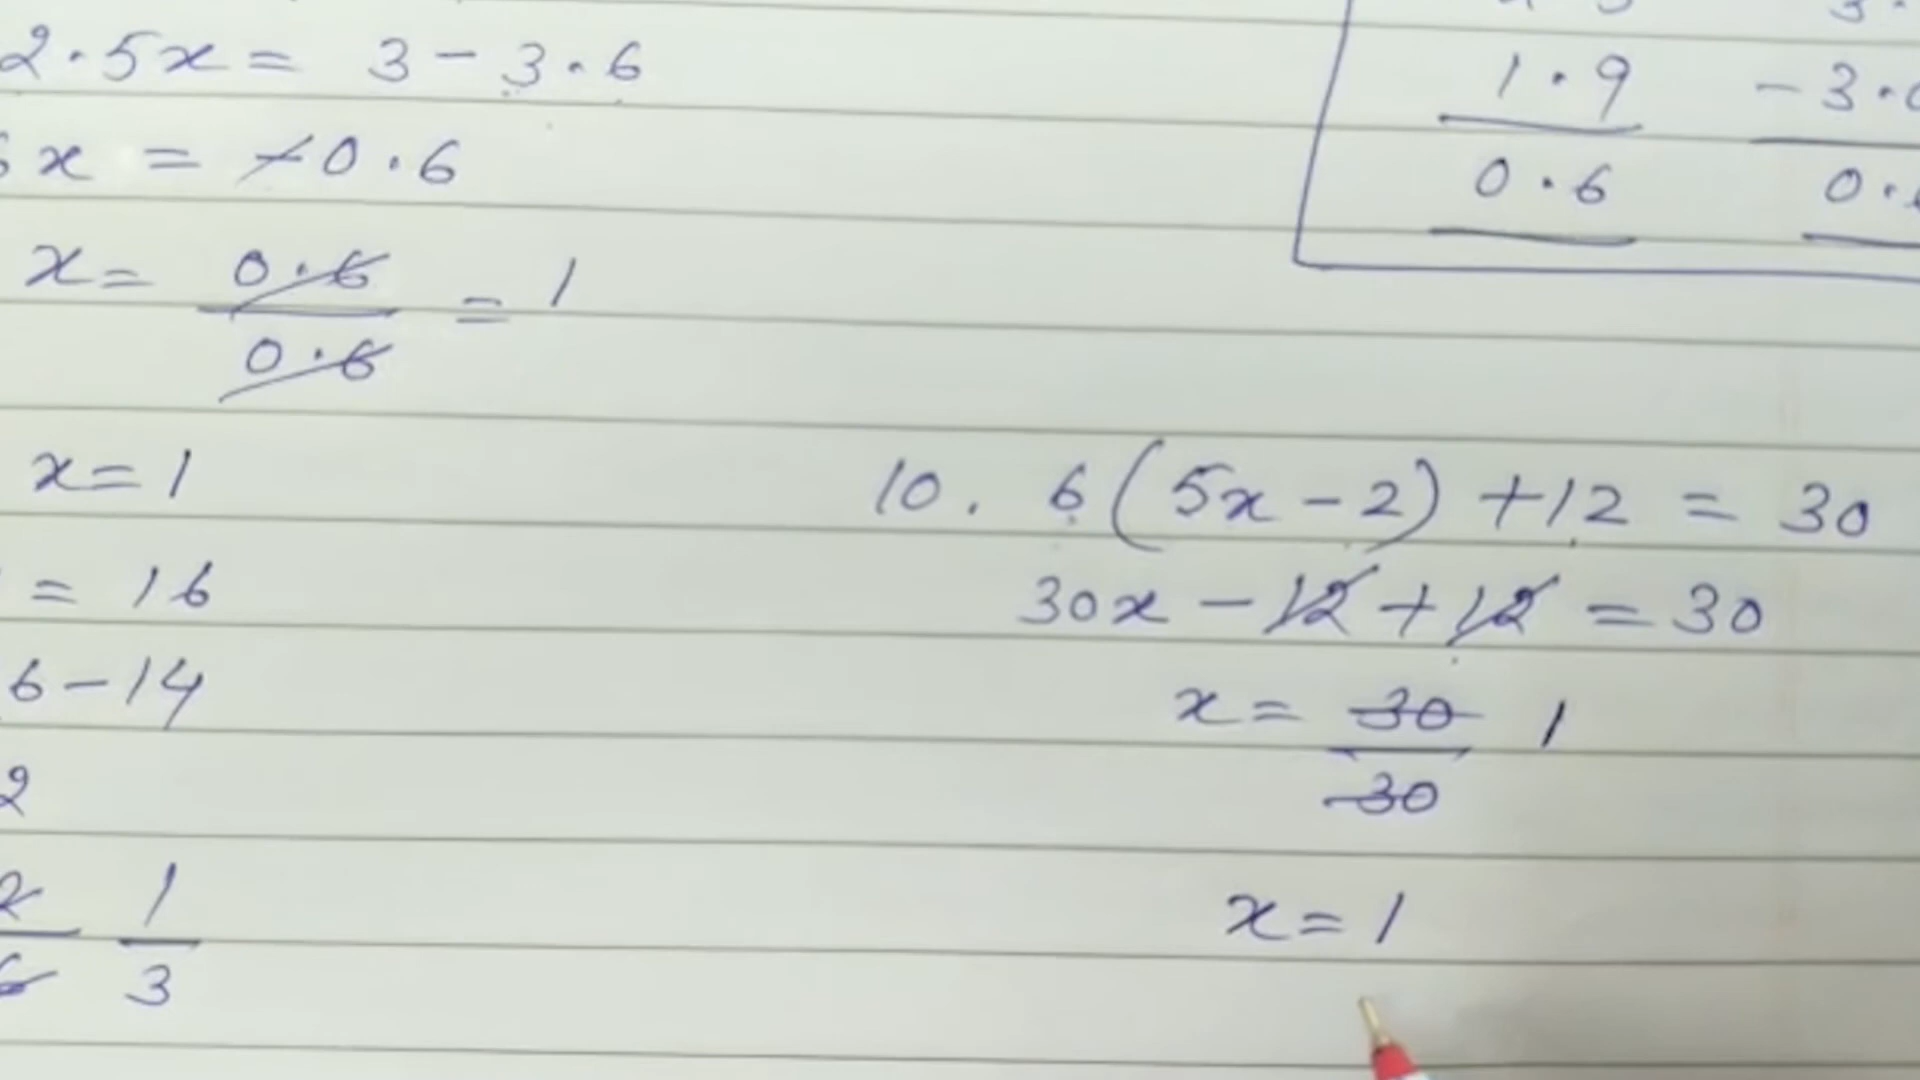 2.5x = 3 - 3.6
x = -0.6
x = 0.6/0.6 = 1
x = 1
= 16
6 - 14
2
2/6 1/3
1.9 -3.
0.6 0.
10. 6(5x - 2) + 12 = 30
30x - 12 + 12 = 30
x = 30/30 1
x = 1